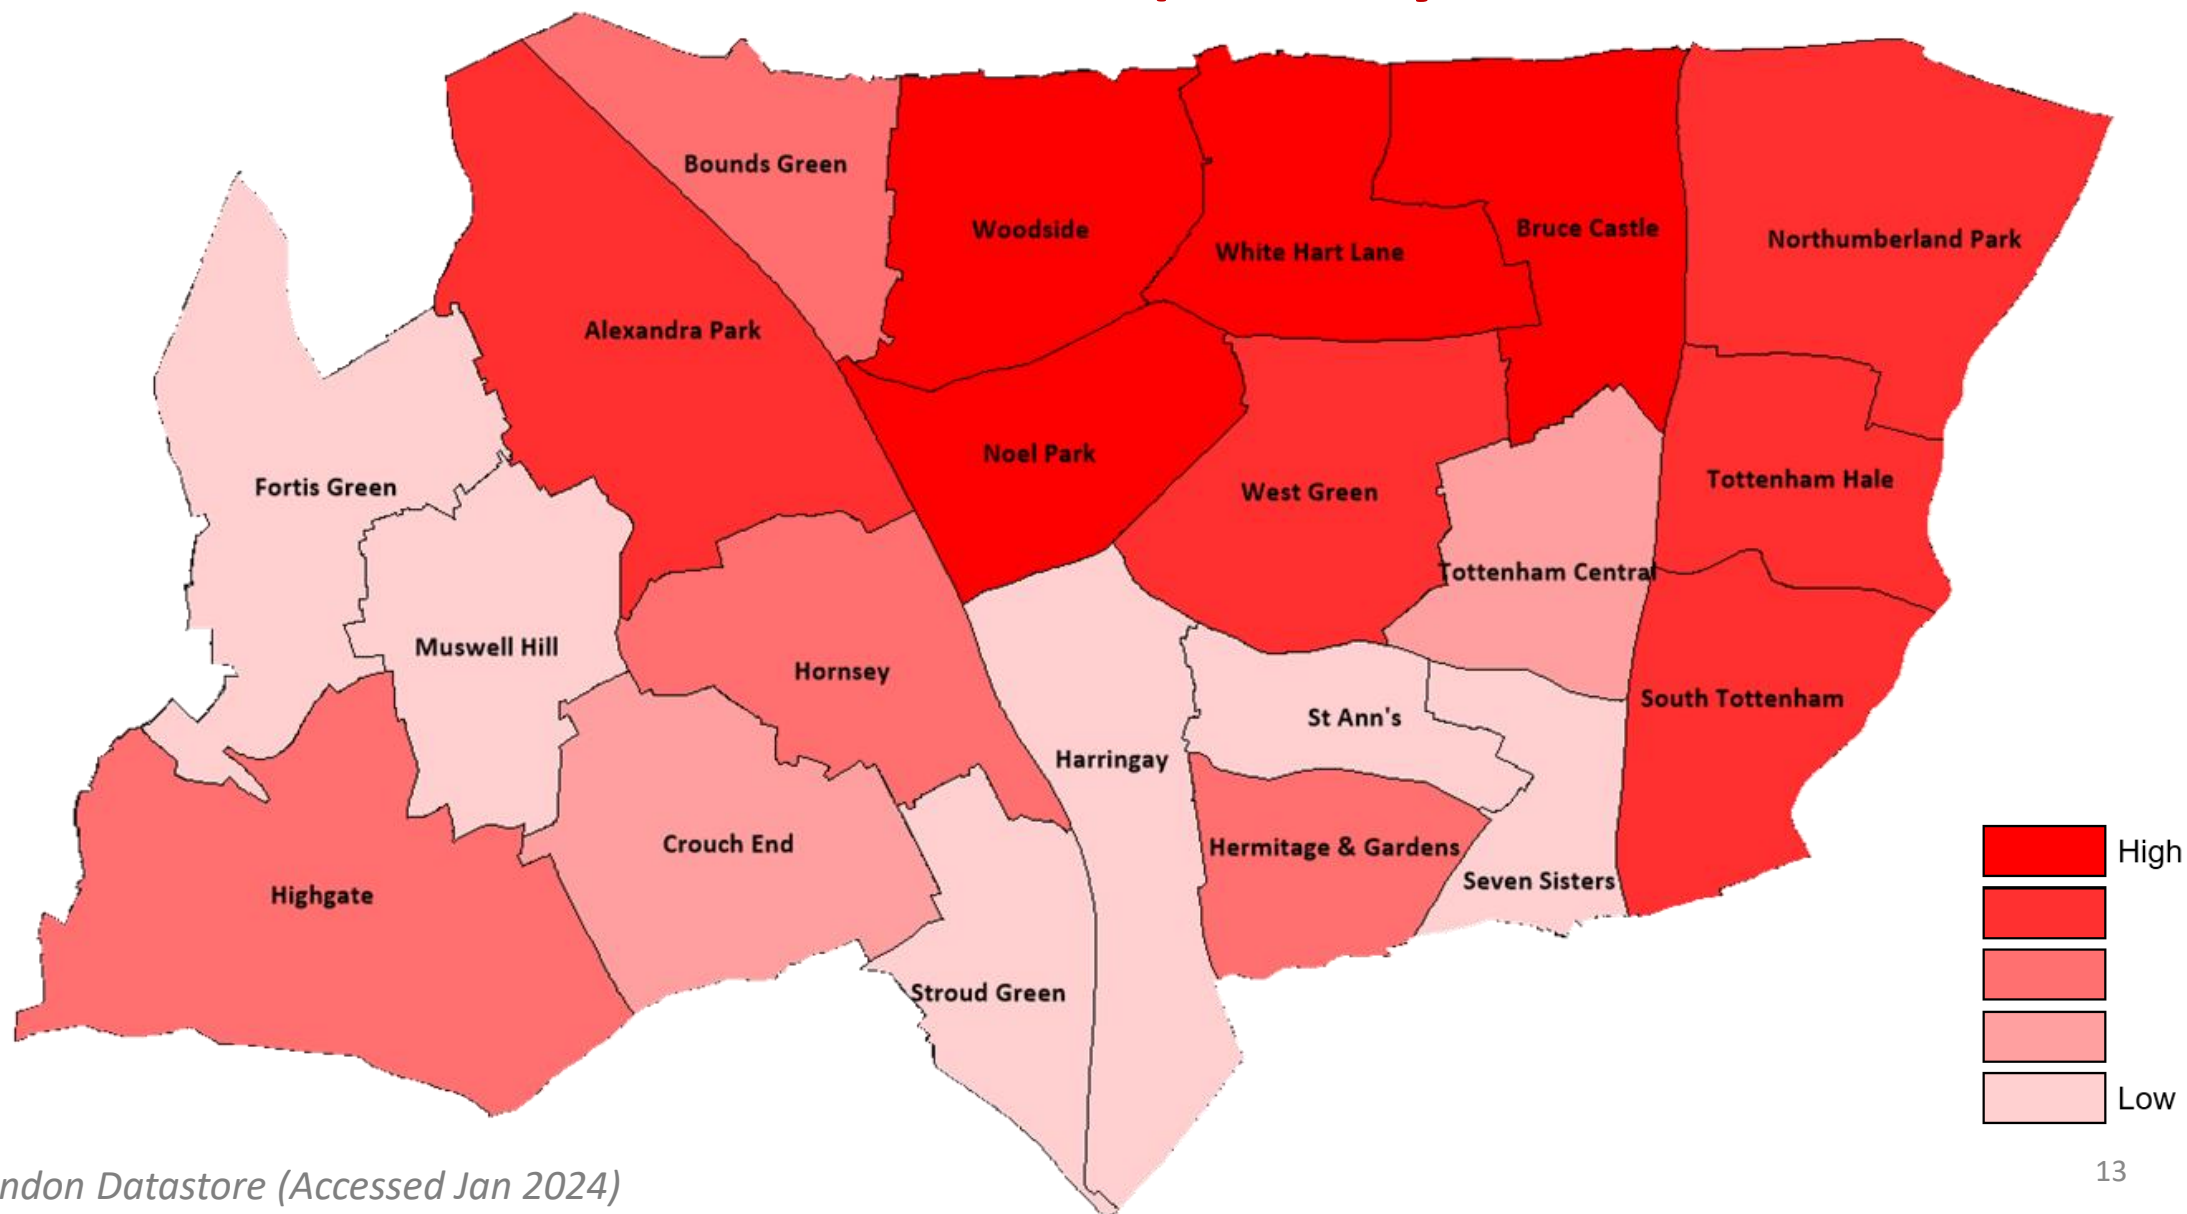 Bounds Green
Woodside
White Hart Lane
Bruce Castle
Northumberland Park
Alexandra Park
Noel Park
Fortis Green
West Green
Tottenham Hale
Tottenham Central
Muswell Hill
Hornsey
St Ann's
South Tottenham
Harringay
Crouch End
Hermitage & Gardens
Highgate
Seven Sisters
Stroud Green
High
Low
ndon Datastore (Accessed Jan 2024)
13